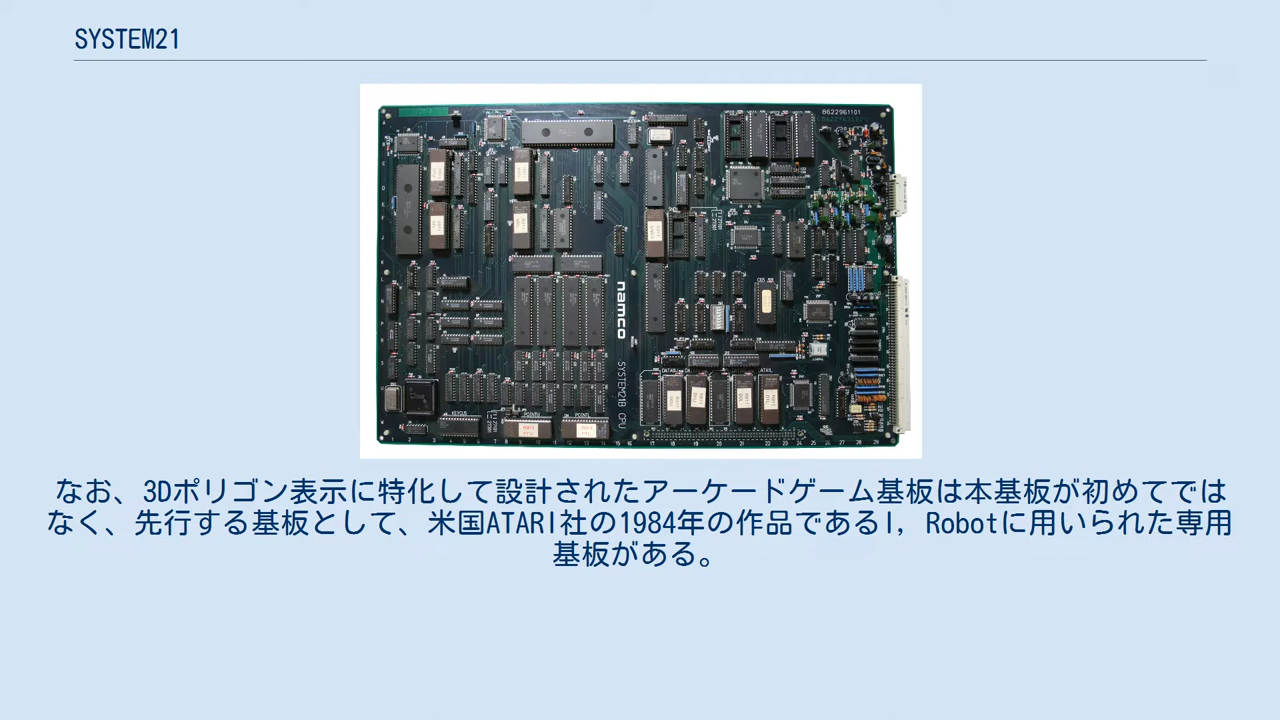 SYSTEM21
8622961101
namco
SYSTEM21B CPU
KEYCUS
なお、3Dポリゴン表示に特化して設計されたアーケードゲーム基板は本基板が初めてでは
なく、先行する基板として、米国ATARI社の1984年の作品であるI, Robotに用いられた専用
基板がある。